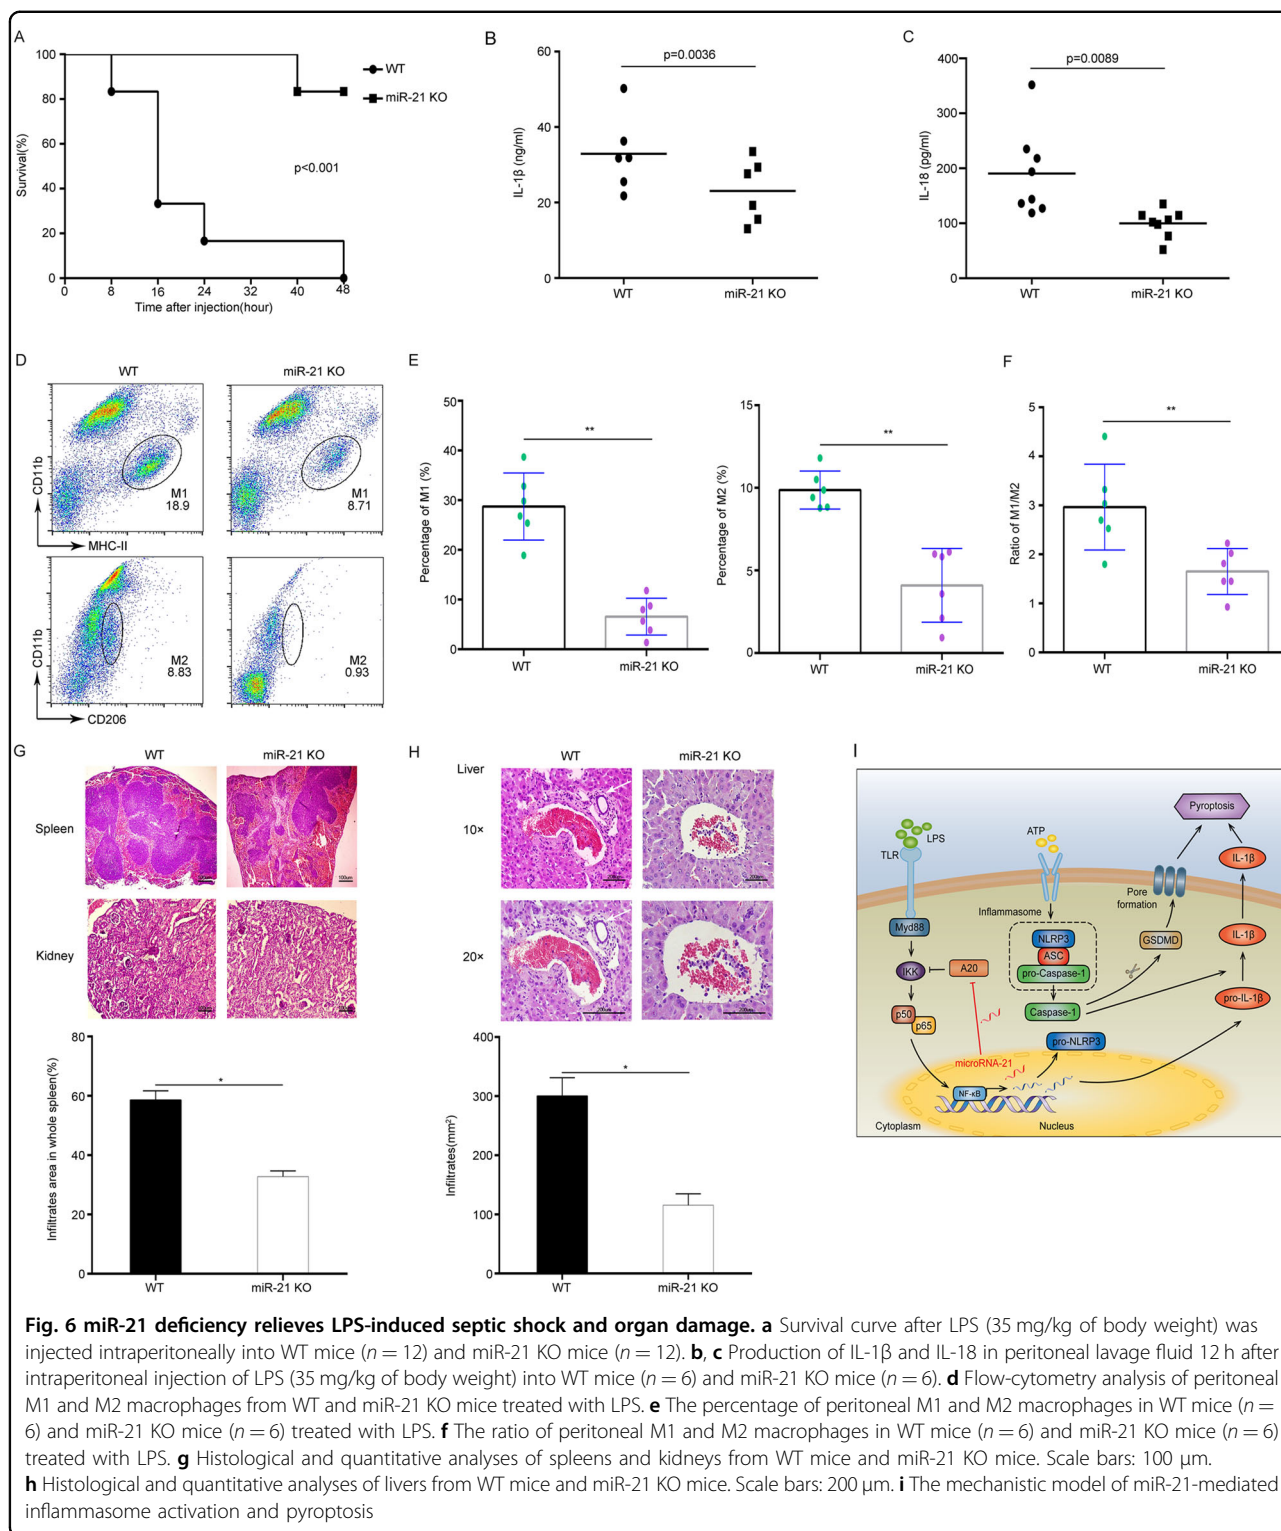 A
100
80
60
40
20
0
Survival(%)
0 8 16 24 32 40 48
Time after injection(hour)
WT
miR-21 KO
p<0.001
B
60
40
20
0
IL-1β (ng/ml)
p=0.0036
WT miR-21 KO
C
400
300
200
100
0
IL-18 (pg/ml)
p=0.0089
WT miR-21 KO
D
WT miR-21 KO
CD11b
M1
18.9
M1
8.71
MHC-II
CD11b
M2
8.83
M2
0.93
CD206
E
50
40
30
20
10
0
Percentage of M1 (%)
**
WT miR-21 KO
15
10
5
0
Percentage of M2 (%)
**
WT miR-21 KO
F
5
4
3
2
1
0
Ratio of M1/M2
**
WT miR-21 KO
G
WT miR-21 KO
Spleen
100um
Kidney
80
60
40
20
0
Infiltrates area in whole spleen(%)
*
WT miR-21 KO
H
WT miR-21 KO
Liver
10×
200um
200um
20×
200um
200um
400
300
200
100
0
Infiltrates(mm²)
*
WT miR-21 KO
I
Pyroptosis
LPS
ATP
TLR
IL-1β
Pore
formation
Inflammasome
Myd88
NLRP3
ASC
pro-Caspase-1
GSDMD
IL-1β
IKK
A20
Caspase-1
pro-IL-1β
p50
p65
pro-NLRP3
microRNA-21
NF-κB
Cytoplasm
Nucleus
Fig. 6 miR-21 deficiency relieves LPS-induced septic shock and organ damage. a Survival curve after LPS (35 mg/kg of body weight) was
injected intraperitoneally into WT mice (n = 12) and miR-21 KO mice (n = 12). b, c Production of IL-1β and IL-18 in peritoneal lavage fluid 12 h after
intraperitoneal injection of LPS (35 mg/kg of body weight) into WT mice (n = 6) and miR-21 KO mice (n = 6). d Flow-cytometry analysis of peritoneal
M1 and M2 macrophages from WT and miR-21 KO mice treated with LPS. e The percentage of peritoneal M1 and M2 macrophages in WT mice (n =
6) and miR-21 KO mice (n = 6) treated with LPS. f The ratio of peritoneal M1 and M2 macrophages in WT mice (n = 6) and miR-21 KO mice (n = 6)
treated with LPS. g Histological and quantitative analyses of spleens and kidneys from WT mice and miR-21 KO mice. Scale bars: 100 μm.
h Histological and quantitative analyses of livers from WT mice and miR-21 KO mice. Scale bars: 200 μm. i The mechanistic model of miR-21-mediated
inflammasome activation and pyroptosis